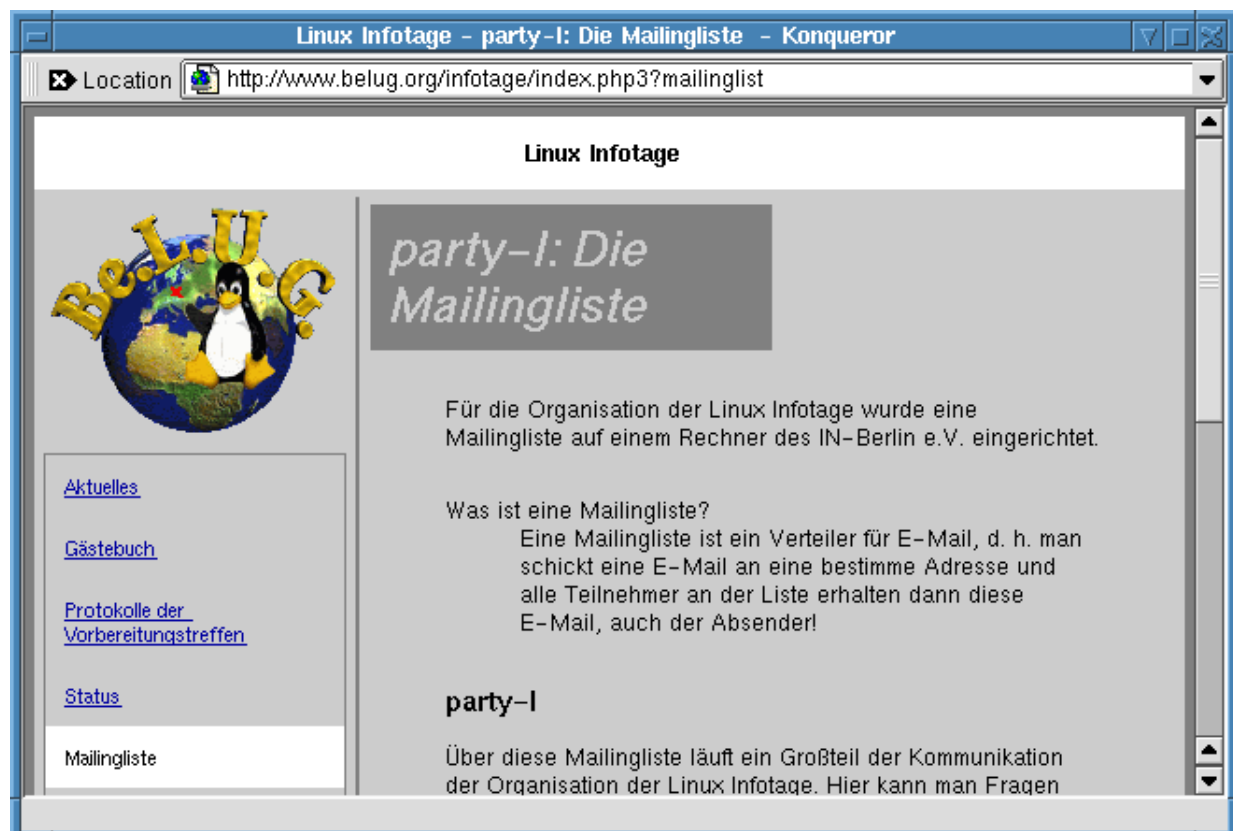 Linux Infotage - party-l: Die Mailingliste - Konqueror
Location http://www.belug.org/infotage/index.php3?mailinglist
Linux Infotage
Be.L.U.G.
Aktuelles
Gästebuch
Protokolle der
Vorbereitungstreffen
Status
Mailingliste
party-l: Die
Mailingliste
Für die Organisation der Linux Infotage wurde eine
Mailingliste auf einem Rechner des IN-Berlin e.V. eingerichtet.
Was ist eine Mailingliste?
Eine Mailingliste ist ein Verteiler für E-Mail, d. h. man
schickt eine E-Mail an eine bestimme Adresse und
alle Teilnehmer an der Liste erhalten dann diese
E-Mail, auch der Absender!
party-l
Über diese Mailingliste läuft ein Großteil der Kommunikation
der Organisation der Linux Infotage. Hier kann man Fragen